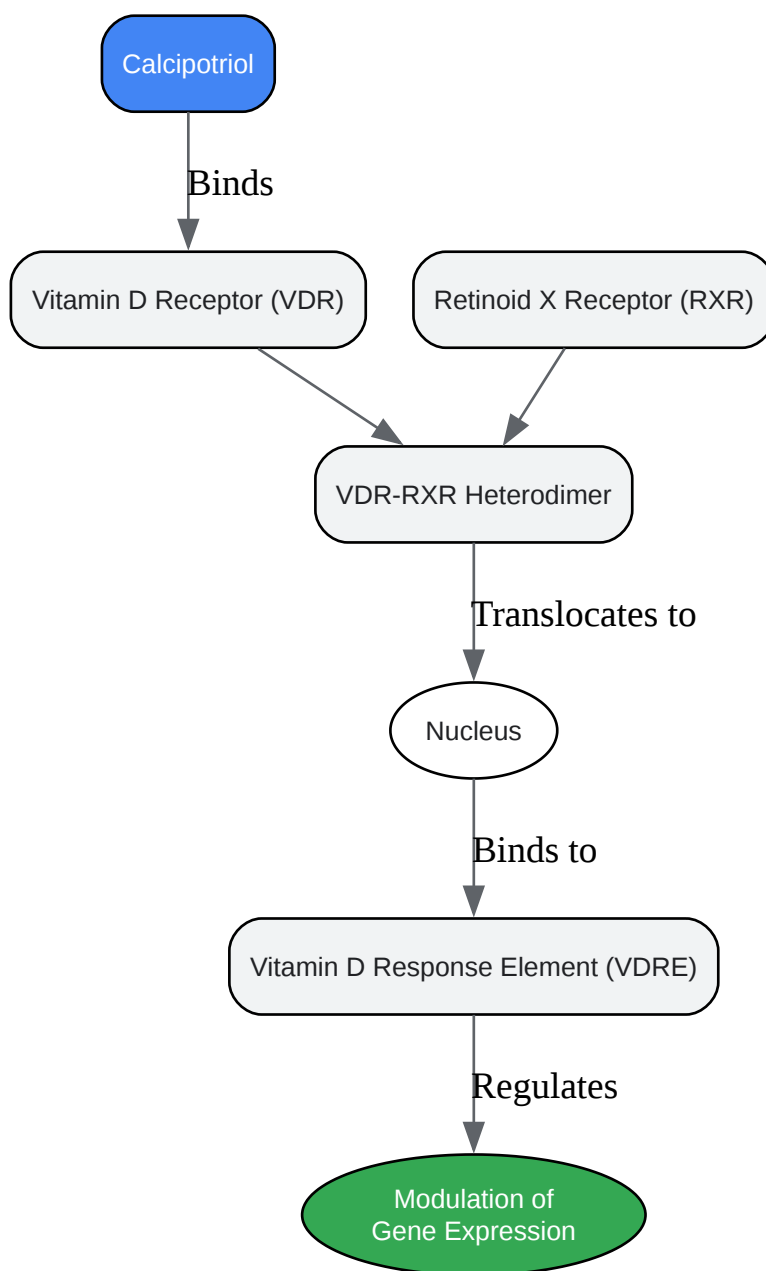 Calcipotriol
Binds
Vitamin D Receptor (VDR)
Retinoid X Receptor (RXR)
VDR-RXR Heterodimer
Translocates to
Nucleus
Binds to
Vitamin D Response Element (VDRE)
Regulates
Modulation of
Gene Expression